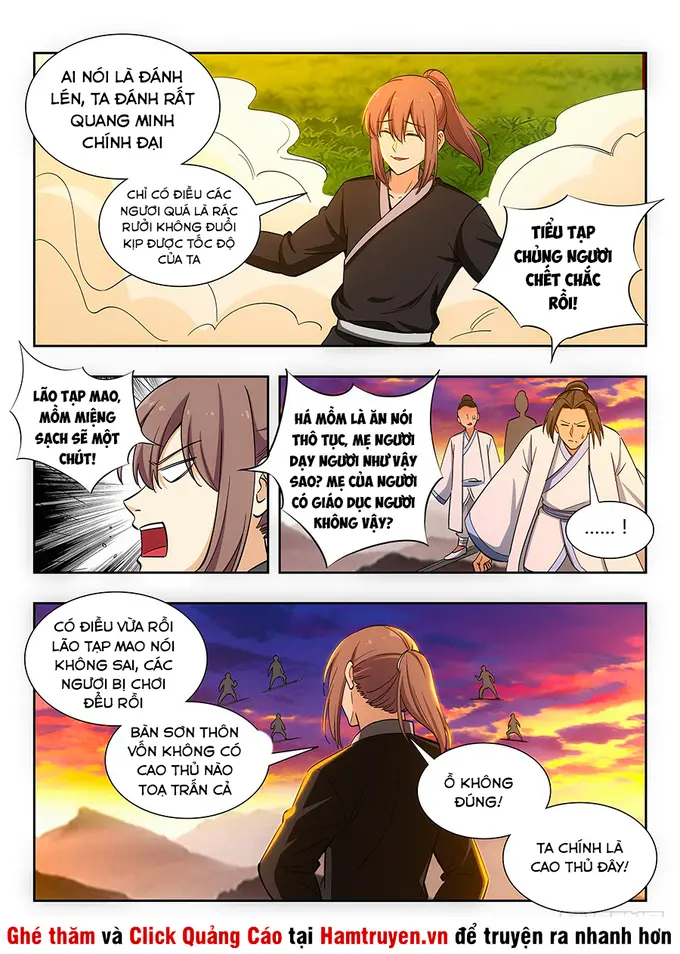 AI NÓI LÀ ĐÁNH
LÉN, TA ĐÁNH RẤT
QUANG MINH
CHÍNH ĐẠI
CHỈ CÓ ĐIỀU CÁC
NGƯƠI QUÁ LÀ RÁC
RƯỞI KHÔNG ĐUỔI
KỊP ĐƯỢC TỐC ĐỘ
CỦA TA
TIỂU TẠP
CHỦNG NGƯƠI
CHẾT CHẮC
RỒI!
LÃO TẠP MAO,
MỒM MIỆNG
SẠCH SẼ MỘT
CHÚT!
HÁ MỒM LÀ ĂN NÓI
THÔ TỤC, MẸ NGƯƠI
DẠY NGƯƠI NHƯ VẬY
SAO? MẸ CỦA NGƯƠI
CÓ GIÁO DỤC NGƯƠI
KHÔNG VẬY?
...... !
CÓ ĐIỀU VỪA RỒI
LÃO TẠP MAO NÓI
KHÔNG SAI, CÁC
NGƯƠI BỊ CHƠI
ĐỂU RỒI
BÀN SƠN THÔN
VỐN KHÔNG CÓ
CAO THỦ NÀO
TOẠ TRẤN CẢ
Ồ KHÔNG
ĐÚNG!
TA CHÍNH LÀ
CAO THỦ ĐÂY!
Ghé thăm và Click Quảng Cáo tại Hamtruyen.vn để truyện ra nhanh hơn